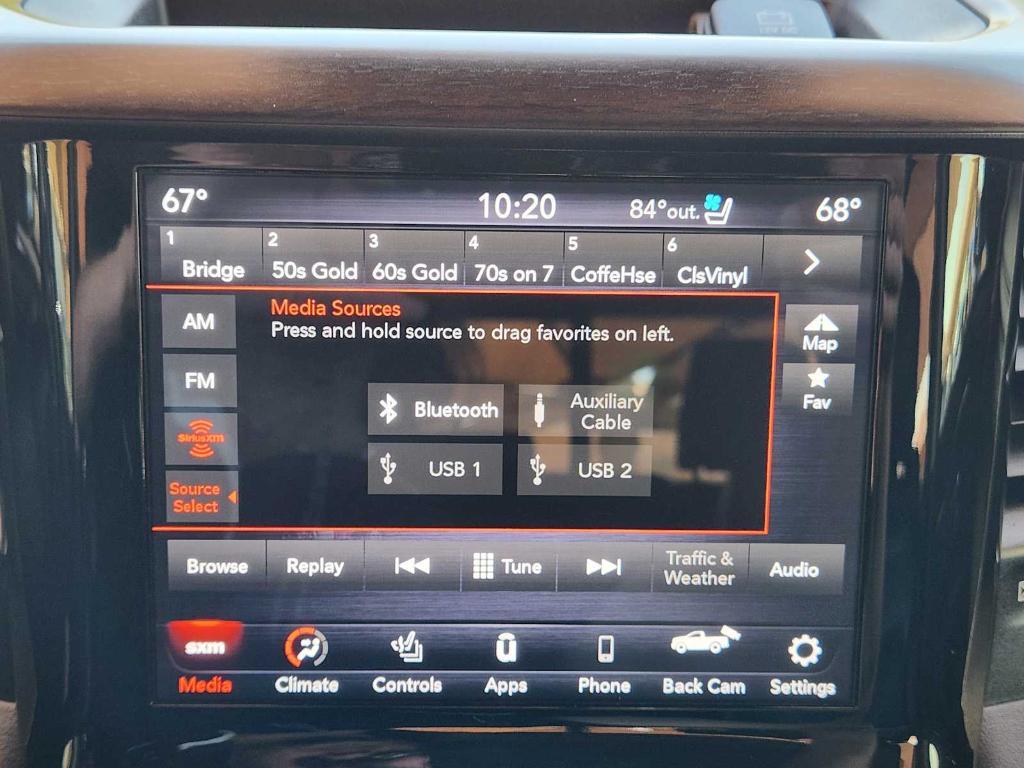 67° 10:20 84°out. 68°
1 2 3 4 5 6
Bridge 50s Gold 60s Gold 70s on 7 CoffeHse ClsVinyl
Media Sources
Press and hold source to drag favorites on left.
AM
FM
SiriusXM
Source
Select
Bluetooth
Auxiliary
Cable
USB 1
USB 2
Map
Fav
Browse Replay Tune Traffic &
Weather Audio
sxm
Media Climate Controls Apps Phone Back Cam Settings